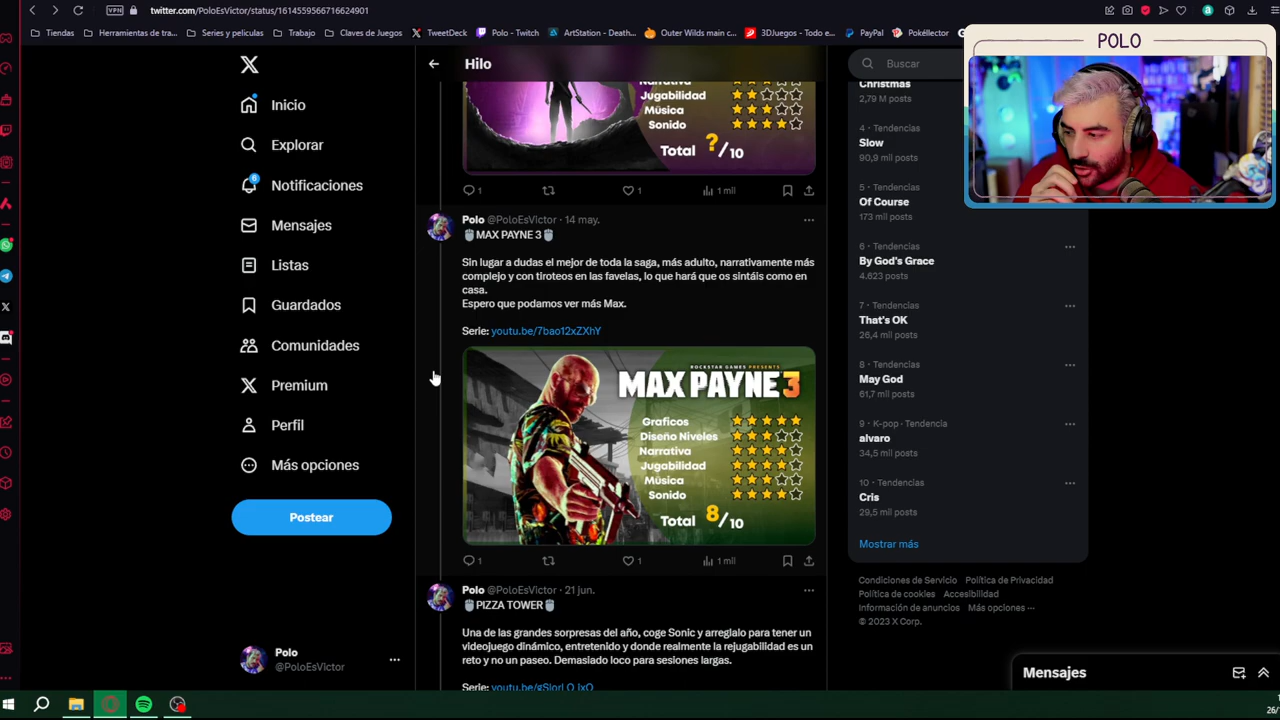 twitter.com/PoloEsVictor/status/1614559566716624901
VPN
Tiendas
Herramientas de tra...
Series y peliculas
Trabajo
Claves de Juegos
TweetDeck
Polo - Twitch
ArtStation - Death...
Outer Wilds main c...
3DJuegos - Todo e...
PayPal
Pokéllector
POLO
Hilo
Buscar
Inicio
Explorar
6
Notificaciones
Mensajes
Listas
Guardados
Comunidades
Premium
Perfil
Más opciones
Postear
Polo
@PoloEsVictor
Narrativa
Jugabilidad
Música
Sonido
Total ?/10
1
1
1 mil
Polo @PoloEsVictor · 14 may.
MAX PAYNE 3
Sin lugar a dudas el mejor de toda la saga, más adulto, narrativamente más
complejo y con tiroteos en las favelas, lo que hará que os sintáis como en
casa.
Espero que podamos ver más Max.
Serie: youtu.be/7bao12xZXhY
ROCKSTAR GAMES PRESENTS
MAX PAYNE 3
Graficos
Diseño Niveles
Narrativa
Jugabilidad
Música
Sonido
Total 8/10
1
1
1 mil
Polo @PoloEsVictor · 21 jun.
PIZZA TOWER
Una de las grandes sorpresas del año, coge Sonic y arreglalo para tener un
videojuego dinámico, entretenido y donde realmente la rejugabilidad es un
reto y no un paseo. Demasiado loco para sesiones largas.
Serie:
Christmas
2,79 M posts
4 · Tendencias
Slow
90,9 mil posts
5 · Tendencias
Of Course
173 mil posts
6 · Tendencias
By God's Grace
4.623 posts
7 · Tendencias
That's OK
26,4 mil posts
8 · Tendencias
May God
61,7 mil posts
9 · K-pop · Tendencia
alvaro
34,5 mil posts
10 · Tendencias
Cris
29,5 mil posts
Mostrar más
Condiciones de Servicio Política de Privacidad
Política de cookies Accesibilidad
Información de anuncios Más opciones ···
© 2023 X Corp.
Mensajes